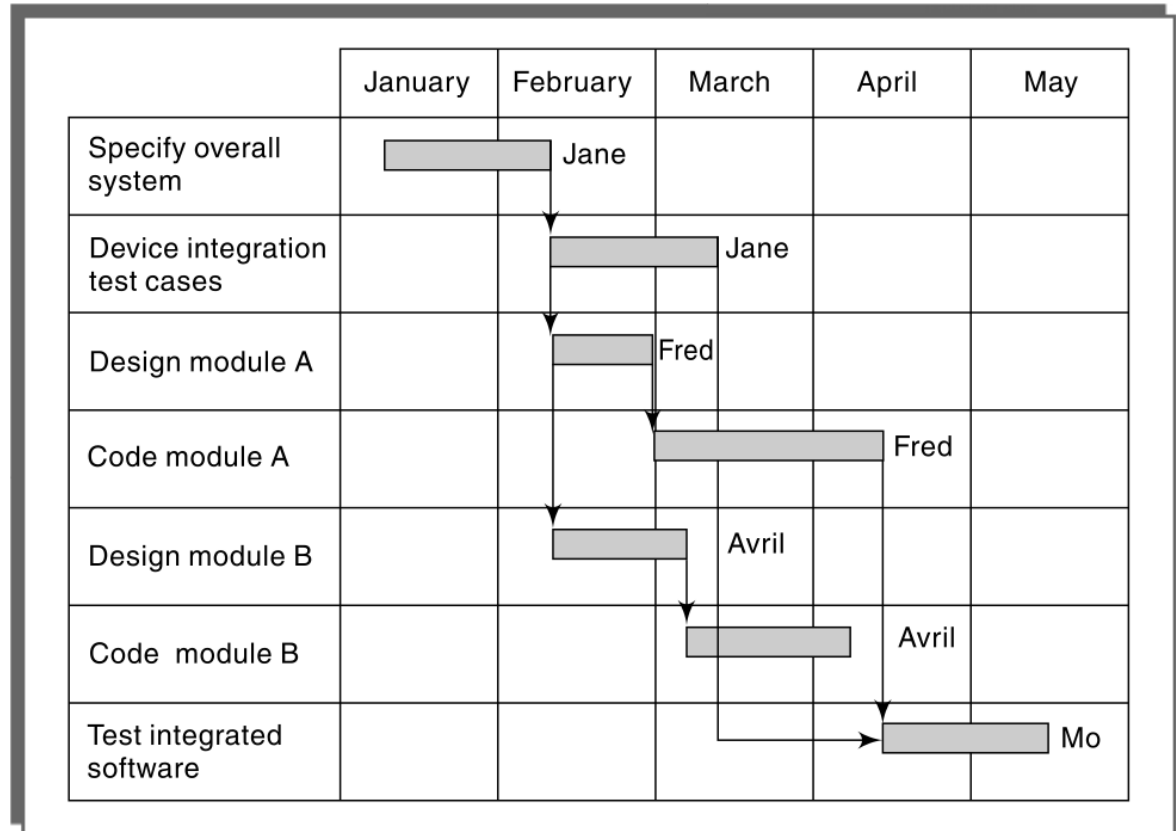 January February March April May
Specify overall
system
Jane
Device integration
test cases
Jane
Design module A
Fred
Code module A
Fred
Design module B
Avril
Code module B
Avril
Test integrated
software
Mo